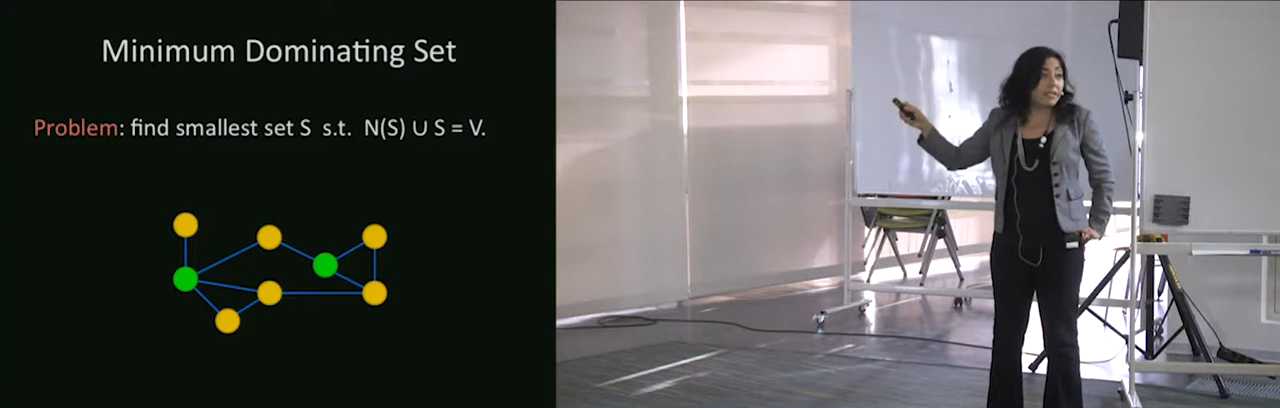 Minimum Dominating Set
Problem: find smallest set S s.t. N(S) ∪ S = V.